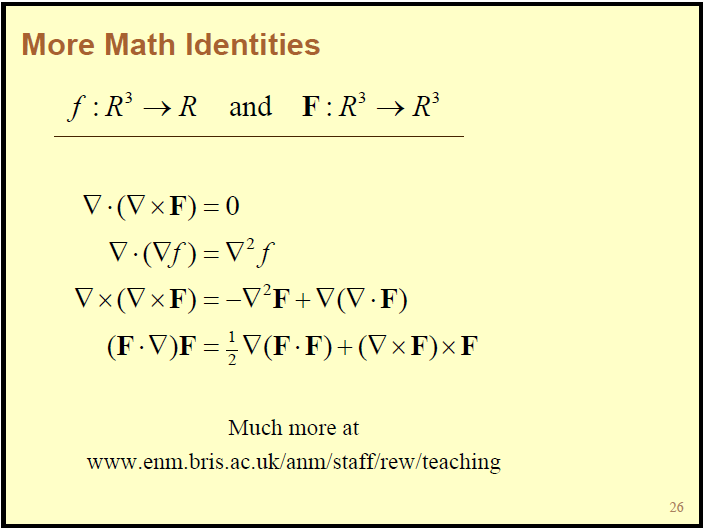 More Math Identities
f : R³ → R and F : R³ → R³
∇ · (∇ × F) = 0
∇ · (∇f) = ∇² f
∇ × (∇ × F) = −∇²F + ∇(∇ · F)
(F · ∇)F = ½ ∇(F · F) + (∇ × F) × F
Much more at
www.enm.bris.ac.uk/anm/staff/rew/teaching
26